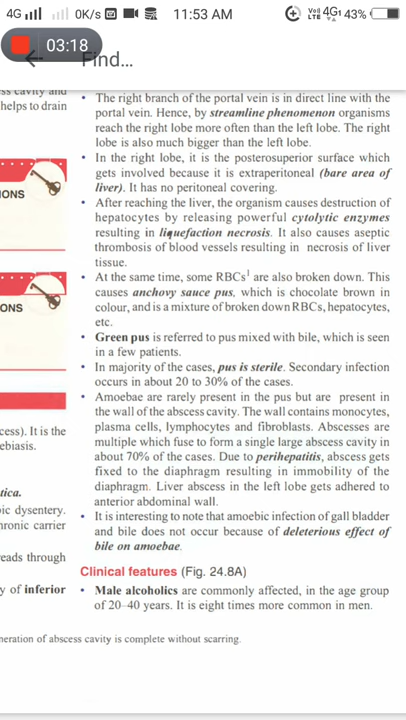 4G 0K/s 11:53 AM 4G 43%
03:18
Find...
ss cavity and
helps to drain
IONS
ONS
cess). It is the
ebiasis.
tica.
ic dysentery.
hronic carrier
reads through
y of inferior
• The right branch of the portal vein is in direct line with the
portal vein. Hence, by streamline phenomenon organisms
reach the right lobe more often than the left lobe. The right
lobe is also much bigger than the left lobe.
• In the right lobe, it is the posterosuperior surface which
gets involved because it is extraperitoneal (bare area of
liver). It has no peritoneal covering.
• After reaching the liver, the organism causes destruction of
hepatocytes by releasing powerful cytolytic enzymes
resulting in liquefaction necrosis. It also causes aseptic
thrombosis of blood vessels resulting in necrosis of liver
tissue.
• At the same time, some RBCs¹ are also broken down. This
causes anchovy sauce pus, which is chocolate brown in
colour, and is a mixture of broken down RBCs, hepatocytes,
etc.
• Green pus is referred to pus mixed with bile, which is seen
in a few patients.
• In majority of the cases, pus is sterile. Secondary infection
occurs in about 20 to 30% of the cases.
• Amoebae are rarely present in the pus but are present in
the wall of the abscess cavity. The wall contains monocytes,
plasma cells, lymphocytes and fibroblasts. Abscesses are
multiple which fuse to form a single large abscess cavity in
about 70% of the cases. Due to perihepatitis, abscess gets
fixed to the diaphragm resulting in immobility of the
diaphragm. Liver abscess in the left lobe gets adhered to
anterior abdominal wall.
• It is interesting to note that amoebic infection of gall bladder
and bile does not occur because of deleterious effect of
bile on amoebae.
Clinical features (Fig. 24.8A)
• Male alcoholics are commonly affected, in the age group
of 20–40 years. It is eight times more common in men.
neration of abscess cavity is complete without scarring.